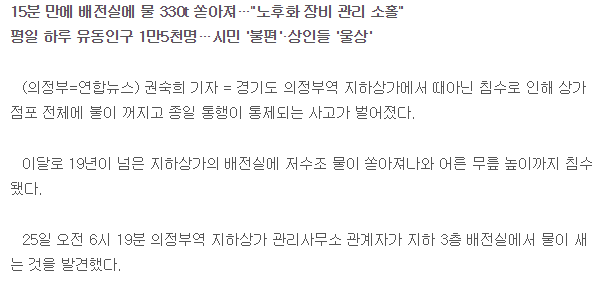 15분 만에 배전실에 물 330t 쏟아져…"노후화 장비 관리 소홀"
평일 하루 유동인구 1만5천명…시민 '불편'·상인들 '울상'
(의정부=연합뉴스) 권숙희 기자 = 경기도 의정부역 지하상가에서 때아닌 침수로 인해 상가
점포 전체에 불이 꺼지고 종일 통행이 통제되는 사고가 벌어졌다.
이달로 19년이 넘은 지하상가의 배전실에 저수조 물이 쏟아져나와 어른 무릎 높이까지 침수
됐다.
25일 오전 6시 19분 의정부역 지하상가 관리사무소 관계자가 지하 3층 배전실에서 물이 새
는 것을 발견했다.